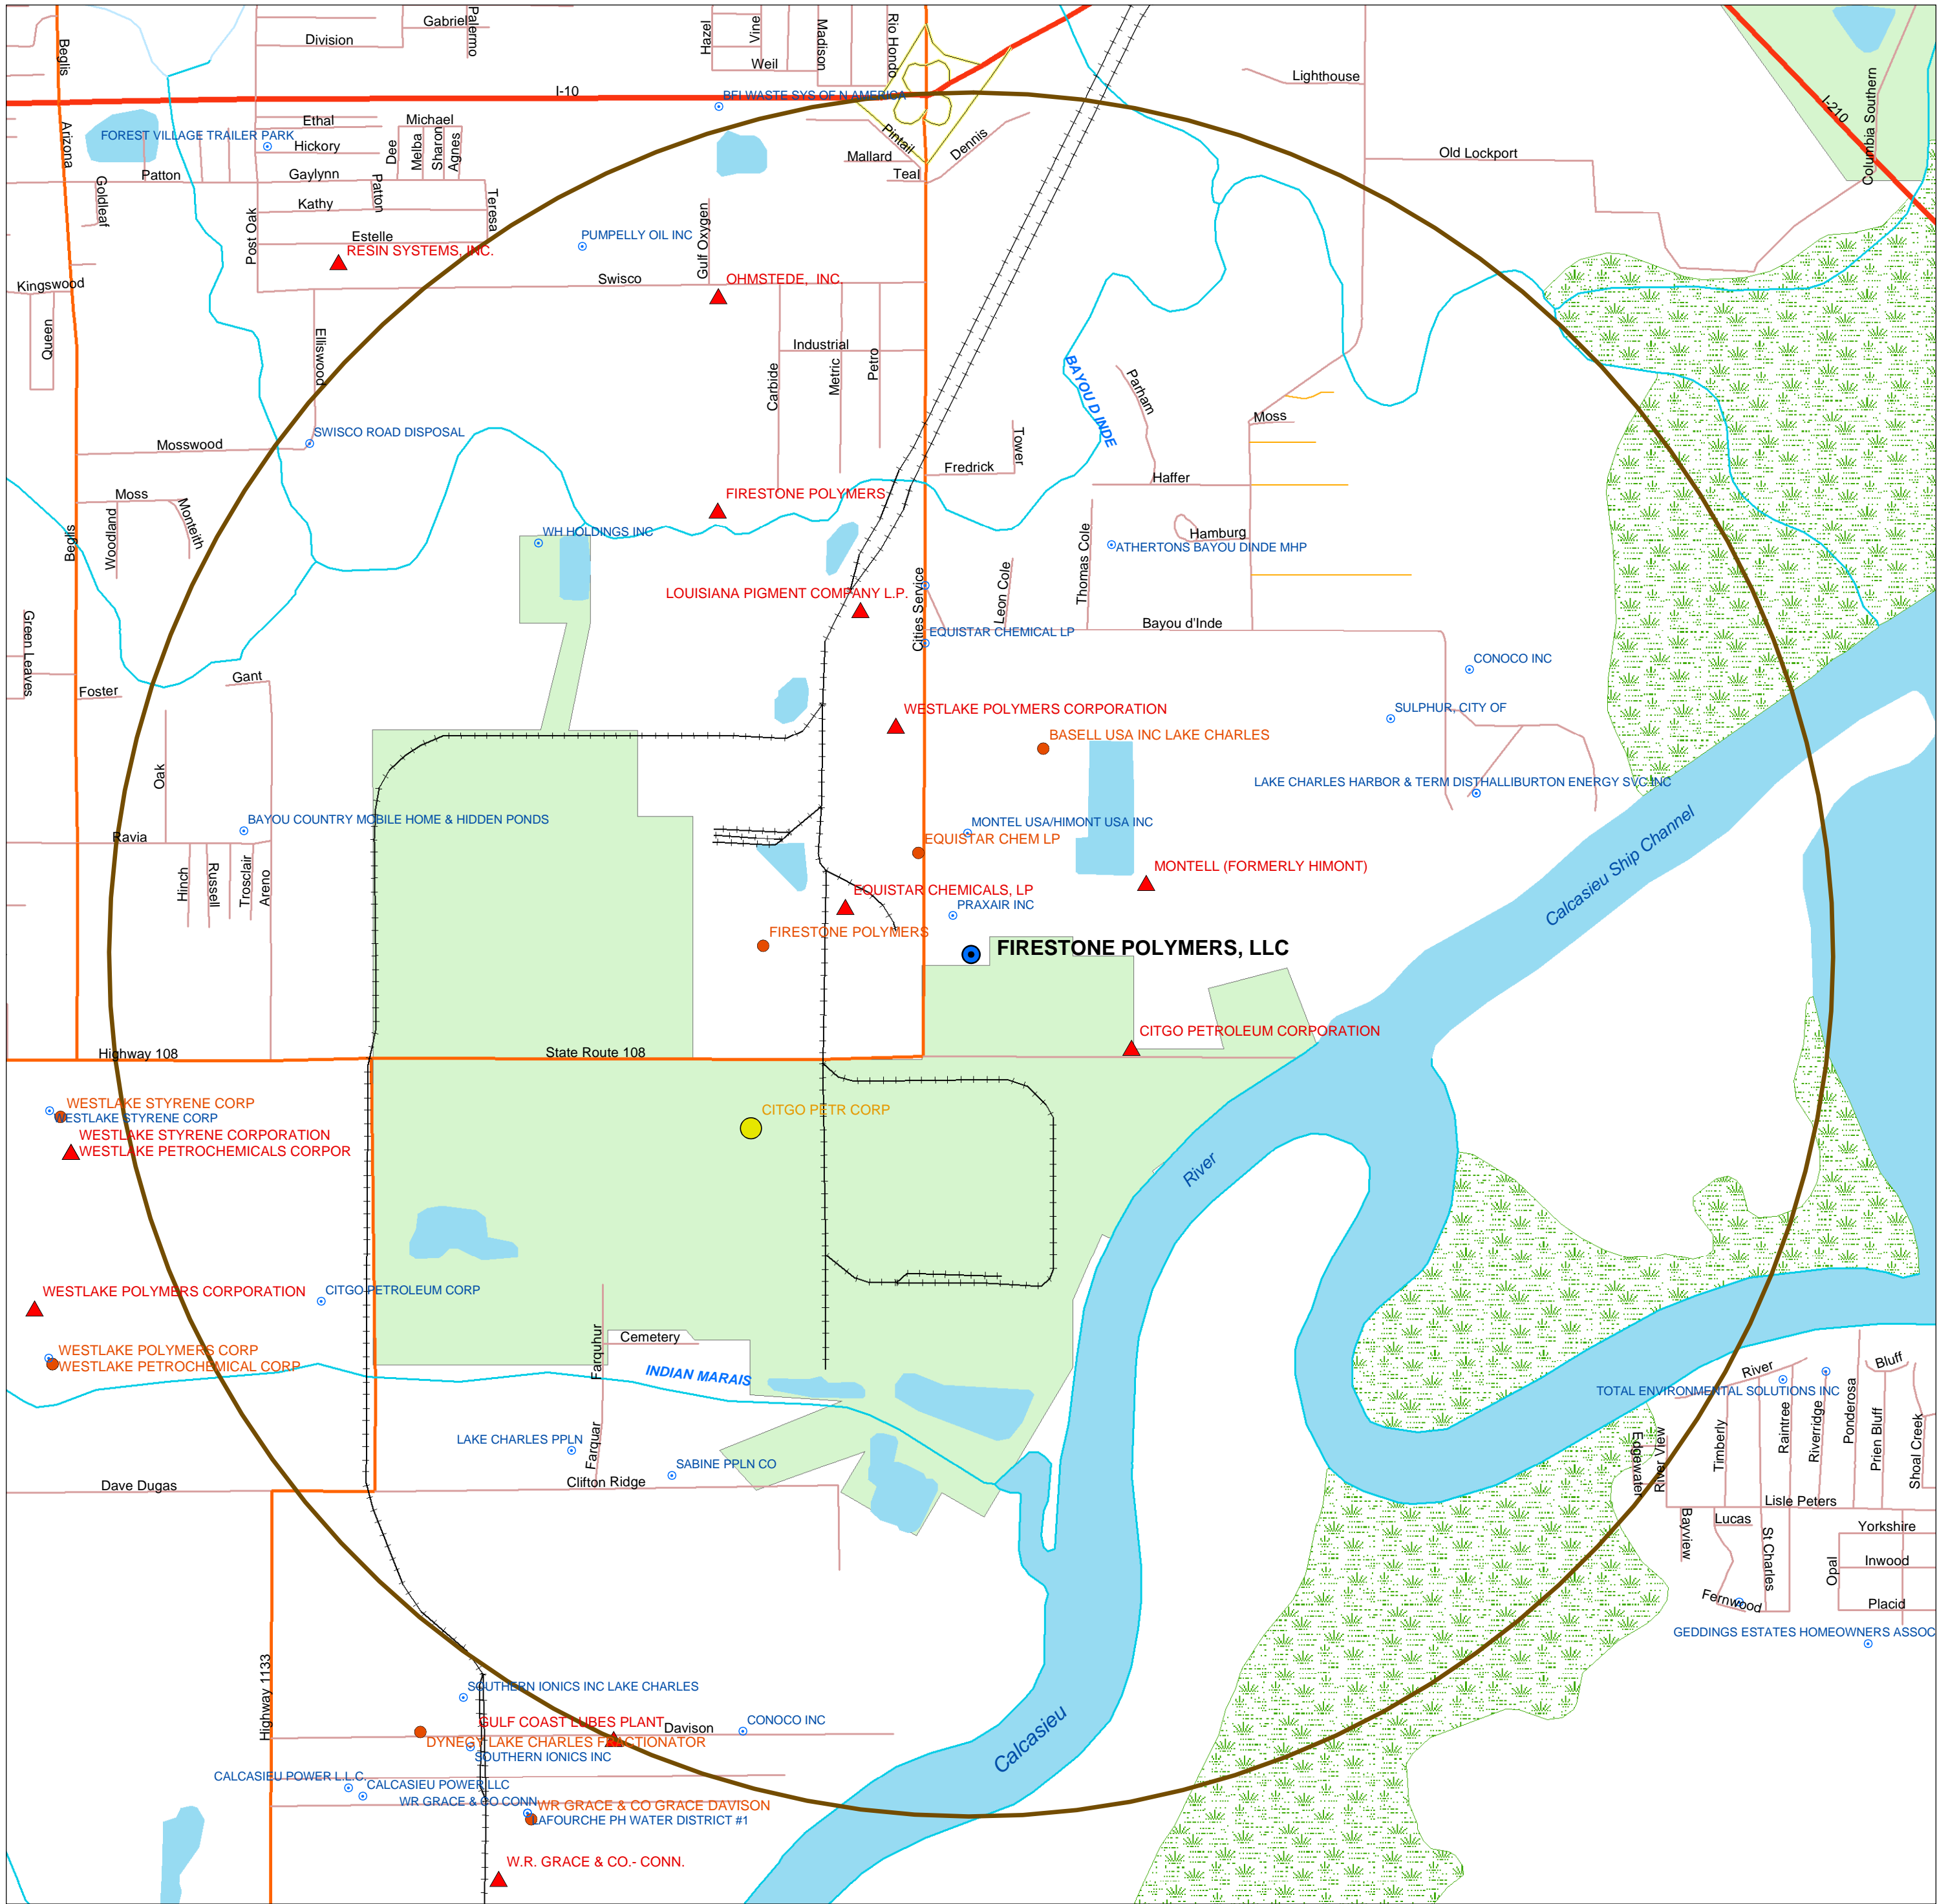 Gabriel
Palermo
Division
Beglis
Hazel
Vine
Madison
Rio Hondo
Weil
Lighthouse
Columbia Southern
I-10
BFI WASTE SYS OF N AMERICA
I-210
Ethal
Michael
FOREST VILLAGE TRAILER PARK
Hickory
Arizona
Dee
Melba
Sharon
Agnes
Pintail
Dennis
Mallard
Old Lockport
Patton
Gaylynn
Teal
Goldleaf
Kathy
Patton
Teresa
Post Oak
Estelle
PUMPELLY OIL INC
Gulf Oxygen
RESIN SYSTEMS, INC.
Kingswood
Swisco
OHMSTEDE, INC.
Queen
Elliswood
Industrial
Carbide
Metric
Petro
BAYOU D INDE
Parham
Moss
Mosswood
SWISCO ROAD DISPOSAL
Tower
Fredrick
Haffer
Moss
Monteith
Woodland
Beglis
FIRESTONE POLYMERS
WH HOLDINGS INC
Thomas Cole
Hamburg
ATHERTONS BAYOU DINDE MHP
Cities Service
Leon Cole
LOUISIANA PIGMENT COMPANY L.P.
Green Leaves
EQUISTAR CHEMICAL LP
Bayou d'Inde
CONOCO INC
Gant
Foster
WESTLAKE POLYMERS CORPORATION
SULPHUR, CITY OF
BASELL USA INC LAKE CHARLES
Oak
LAKE CHARLES HARBOR & TERM DISTHALLIBURTON ENERGY SVC INC
BAYOU COUNTRY MOBILE HOME & HIDDEN PONDS
MONTEL USA/HIMONT USA INC
Ravia
EQUISTAR CHEM LP
Calcasieu Ship Channel
Hinch
Russell
Trosclair
Areno
MONTELL (FORMERLY HIMONT)
EQUISTAR CHEMICALS, LP
PRAXAIR INC
FIRESTONE POLYMERS
FIRESTONE POLYMERS, LLC
CITGO PETROLEUM CORPORATION
Highway 108
State Route 108
WESTLAKE STYRENE CORP
WESTLAKE STYRENE CORP
CITGO PETR CORP
WESTLAKE STYRENE CORPORATION
WESTLAKE PETROCHEMICALS CORPOR
River
WESTLAKE POLYMERS CORPORATION
CITGO PETROLEUM CORP
Farquhur
Cemetery
WESTLAKE POLYMERS CORP
WESTLAKE PETROCHEMICAL CORP
INDIAN MARAIS
River
Bluff
TOTAL ENVIRONMENTAL SOLUTIONS INC
Edgewater
River View
Timberly
Raintree
Riverridge
Ponderosa
Prien Bluff
Shoal Creek
LAKE CHARLES PPLN
Farquar
SABINE PPLN CO
Dave Dugas
Clifton Ridge
Lisle Peters
Bayview
Lucas
St Charles
Yorkshire
Opal
Inwood
Fernwood
Placid
GEDDINGS ESTATES HOMEOWNERS ASSOC
Highway 1133
SOUTHERN IONICS INC LAKE CHARLES
GULF COAST LUBES PLANT
Davison
CONOCO INC
DYNEGY LAKE CHARLES FRACTIONATOR
SOUTHERN IONICS INC
Calcasieu
CALCASIEU POWER L.L.C.
CALCASIEU POWER LLC
WR GRACE & CO CONN
WR GRACE & CO GRACE DAVISON
LAFOURCHE PH WATER DISTRICT #1
W.R. GRACE & CO.- CONN.